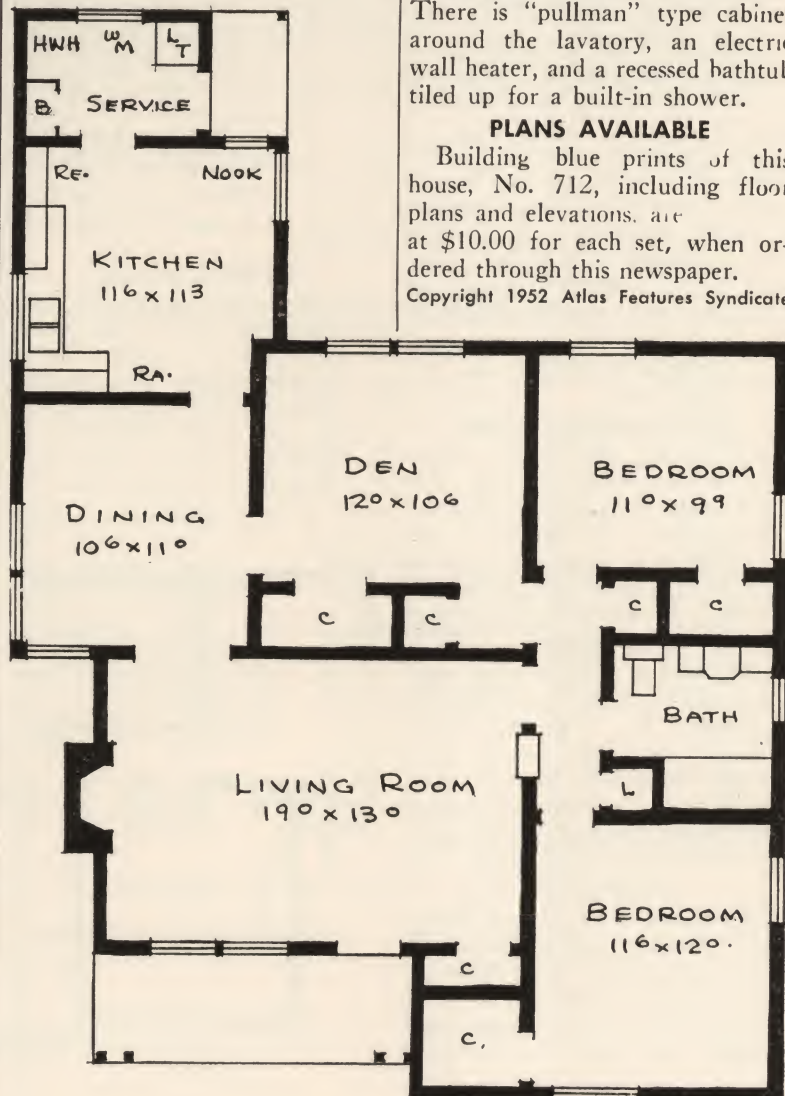 There is "pullman" type cabine
around the lavatory, an electric
wall heater, and a recessed bathtub
tiled up for a built-in shower.
PLANS AVAILABLE
Building blue prints of this
house, No. 712, including floor
plans and elevations, are
at $10.00 for each set, when or-
dered through this newspaper.
Copyright 1952 Atlas Features Syndicate
HWH WM LT
B SERVICE
RE. NOOK
KITCHEN
11⁶ x 11³
RA.
DINING
10⁶ x 11⁰
DEN
12⁰ x 10⁶
BEDROOM
11⁰ x 9⁹
C C C C
BATH
L
LIVING ROOM
19⁰ x 13⁰
BEDROOM
11⁶ x 12⁰.
C
C.